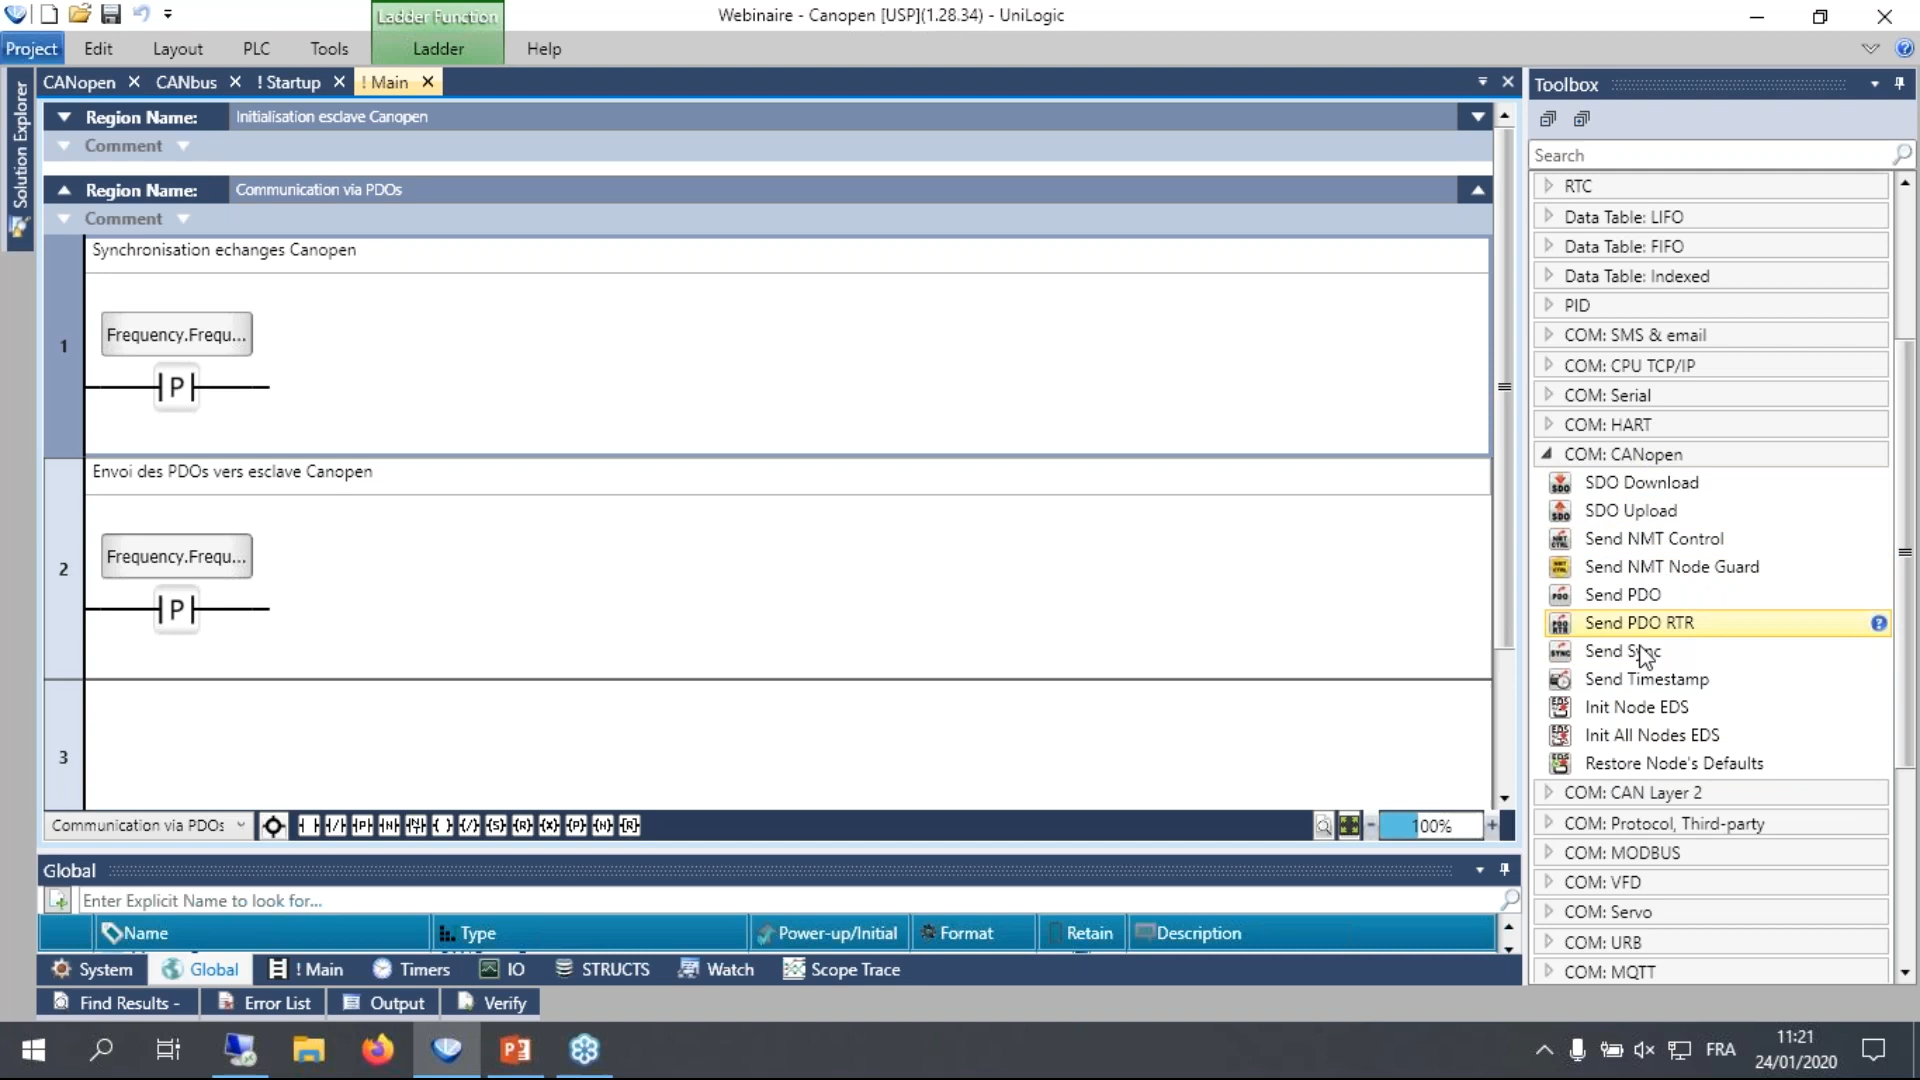 Ladder Function
Webinaire - Canopen [USP](1.28.34) - UniLogic
Project Edit Layout PLC Tools Ladder Help
CANopen CANbus ! Startup ! Main
Toolbox
Solution Explorer
Region Name: Initialisation esclave Canopen
Comment
Region Name: Communication via PDOs
Comment
Synchronisation echanges Canopen
Frequency.Frequ...
1
P
Envoi des PDOs vers esclave Canopen
Frequency.Frequ...
2
P
3
Communication via PDOs
100%
Search
RTC
Data Table: LIFO
Data Table: FIFO
Data Table: Indexed
PID
COM: SMS & email
COM: CPU TCP/IP
COM: Serial
COM: HART
COM: CANopen
SDO Download
SDO Upload
Send NMT Control
Send NMT Node Guard
Send PDO
Send PDO RTR
Send Sync
Send Timestamp
Init Node EDS
Init All Nodes EDS
Restore Node's Defaults
COM: CAN Layer 2
COM: Protocol, Third-party
COM: MODBUS
COM: VFD
COM: Servo
COM: URB
COM: MQTT
Global
Enter Explicit Name to look for...
Name Type Power-up/Initial Format Retain Description
System Global ! Main Timers IO STRUCTS Watch Scope Trace
Find Results - Error List Output Verify
FRA
11:21
24/01/2020